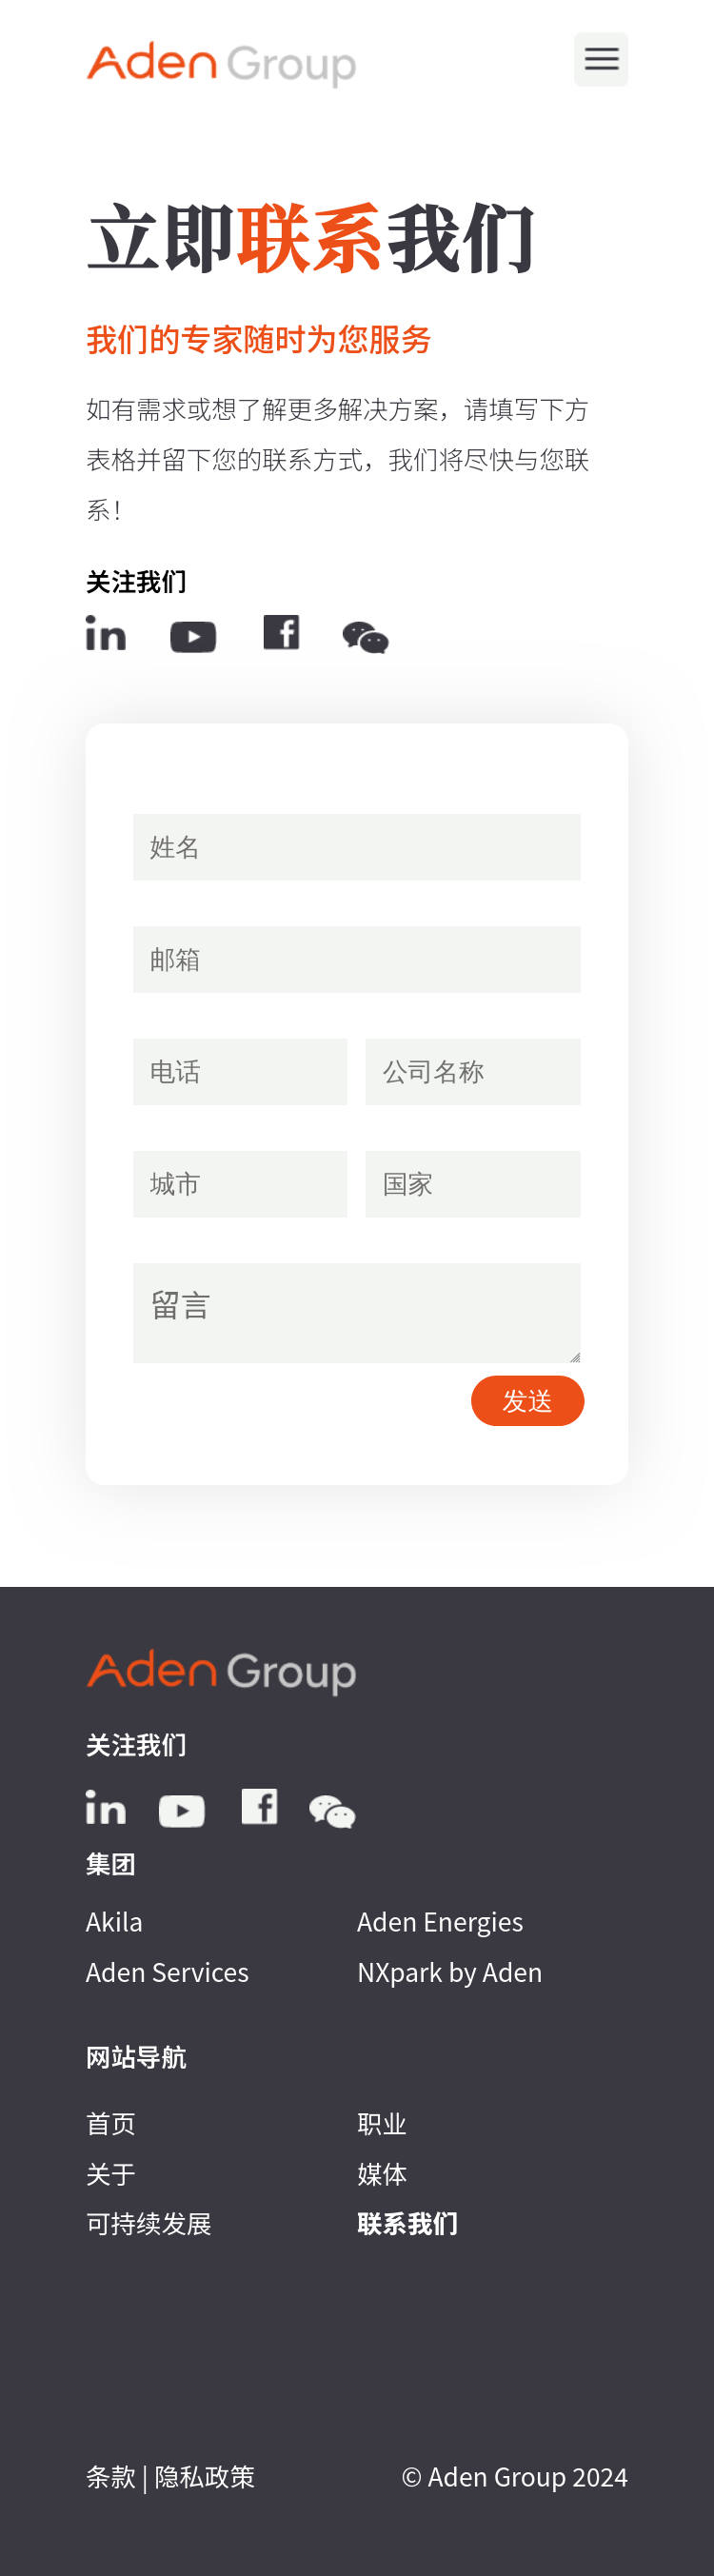 Aden Group
立即联系我们
我们的专家随时为您服务
如有需求或想了解更多解决方案，请填写下方
表格并留下您的联系方式，我们将尽快与您联
系！
关注我们
姓名
邮箱
电话 公司名称
城市 国家
留言
发送
Aden Group
关注我们
集团
Akila Aden Energies
Aden Services NXpark by Aden
网站导航
首页 职业
关于 媒体
可持续发展 联系我们
条款 | 隐私政策 © Aden Group 2024